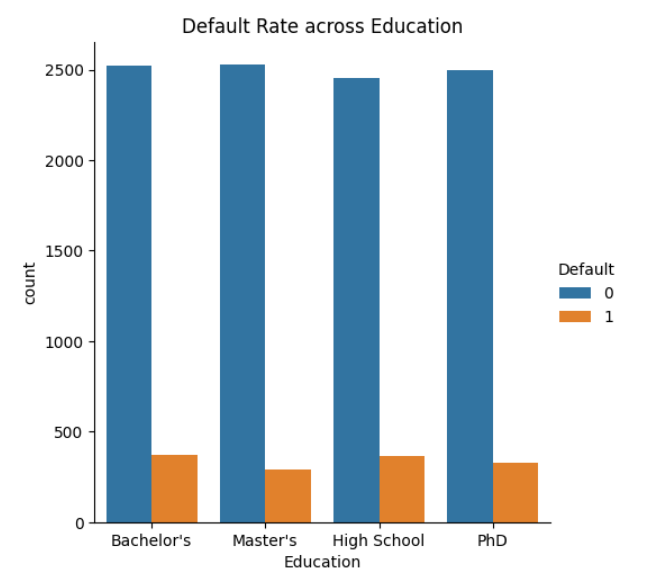 Default Rate across Education
2500
2000
1500
1000
500
0
count
Bachelor's Master's High School PhD
Education
Default
0
1